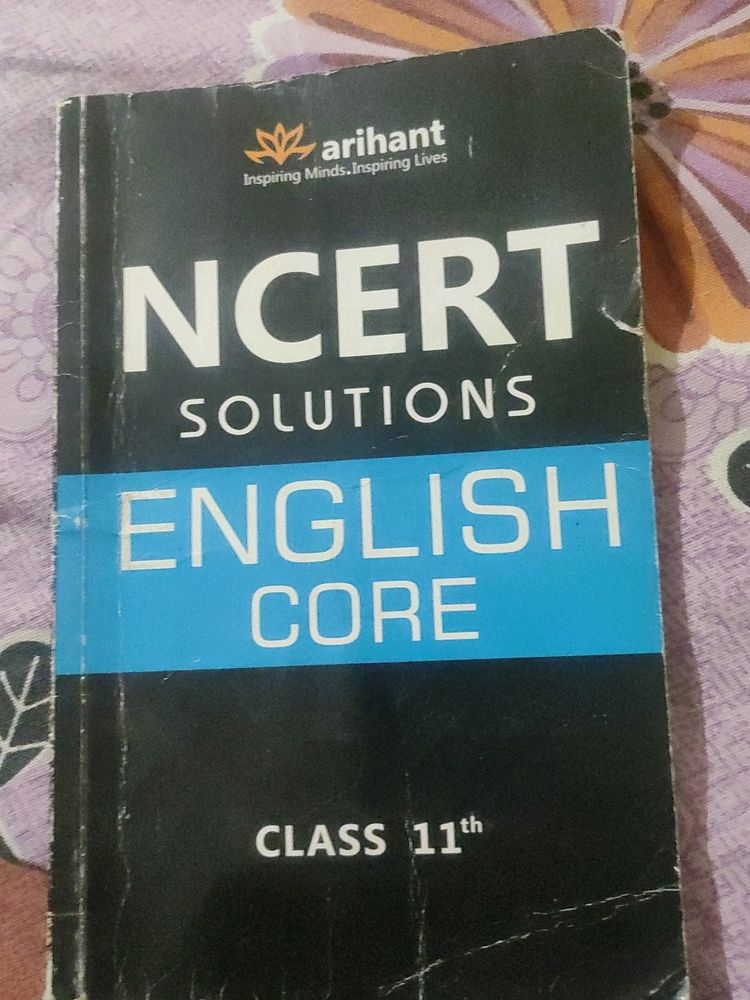 arihant
Inspiring Minds.Inspiring Lives
NCERT
SOLUTIONS
ENGLISH
CORE
CLASS 11th